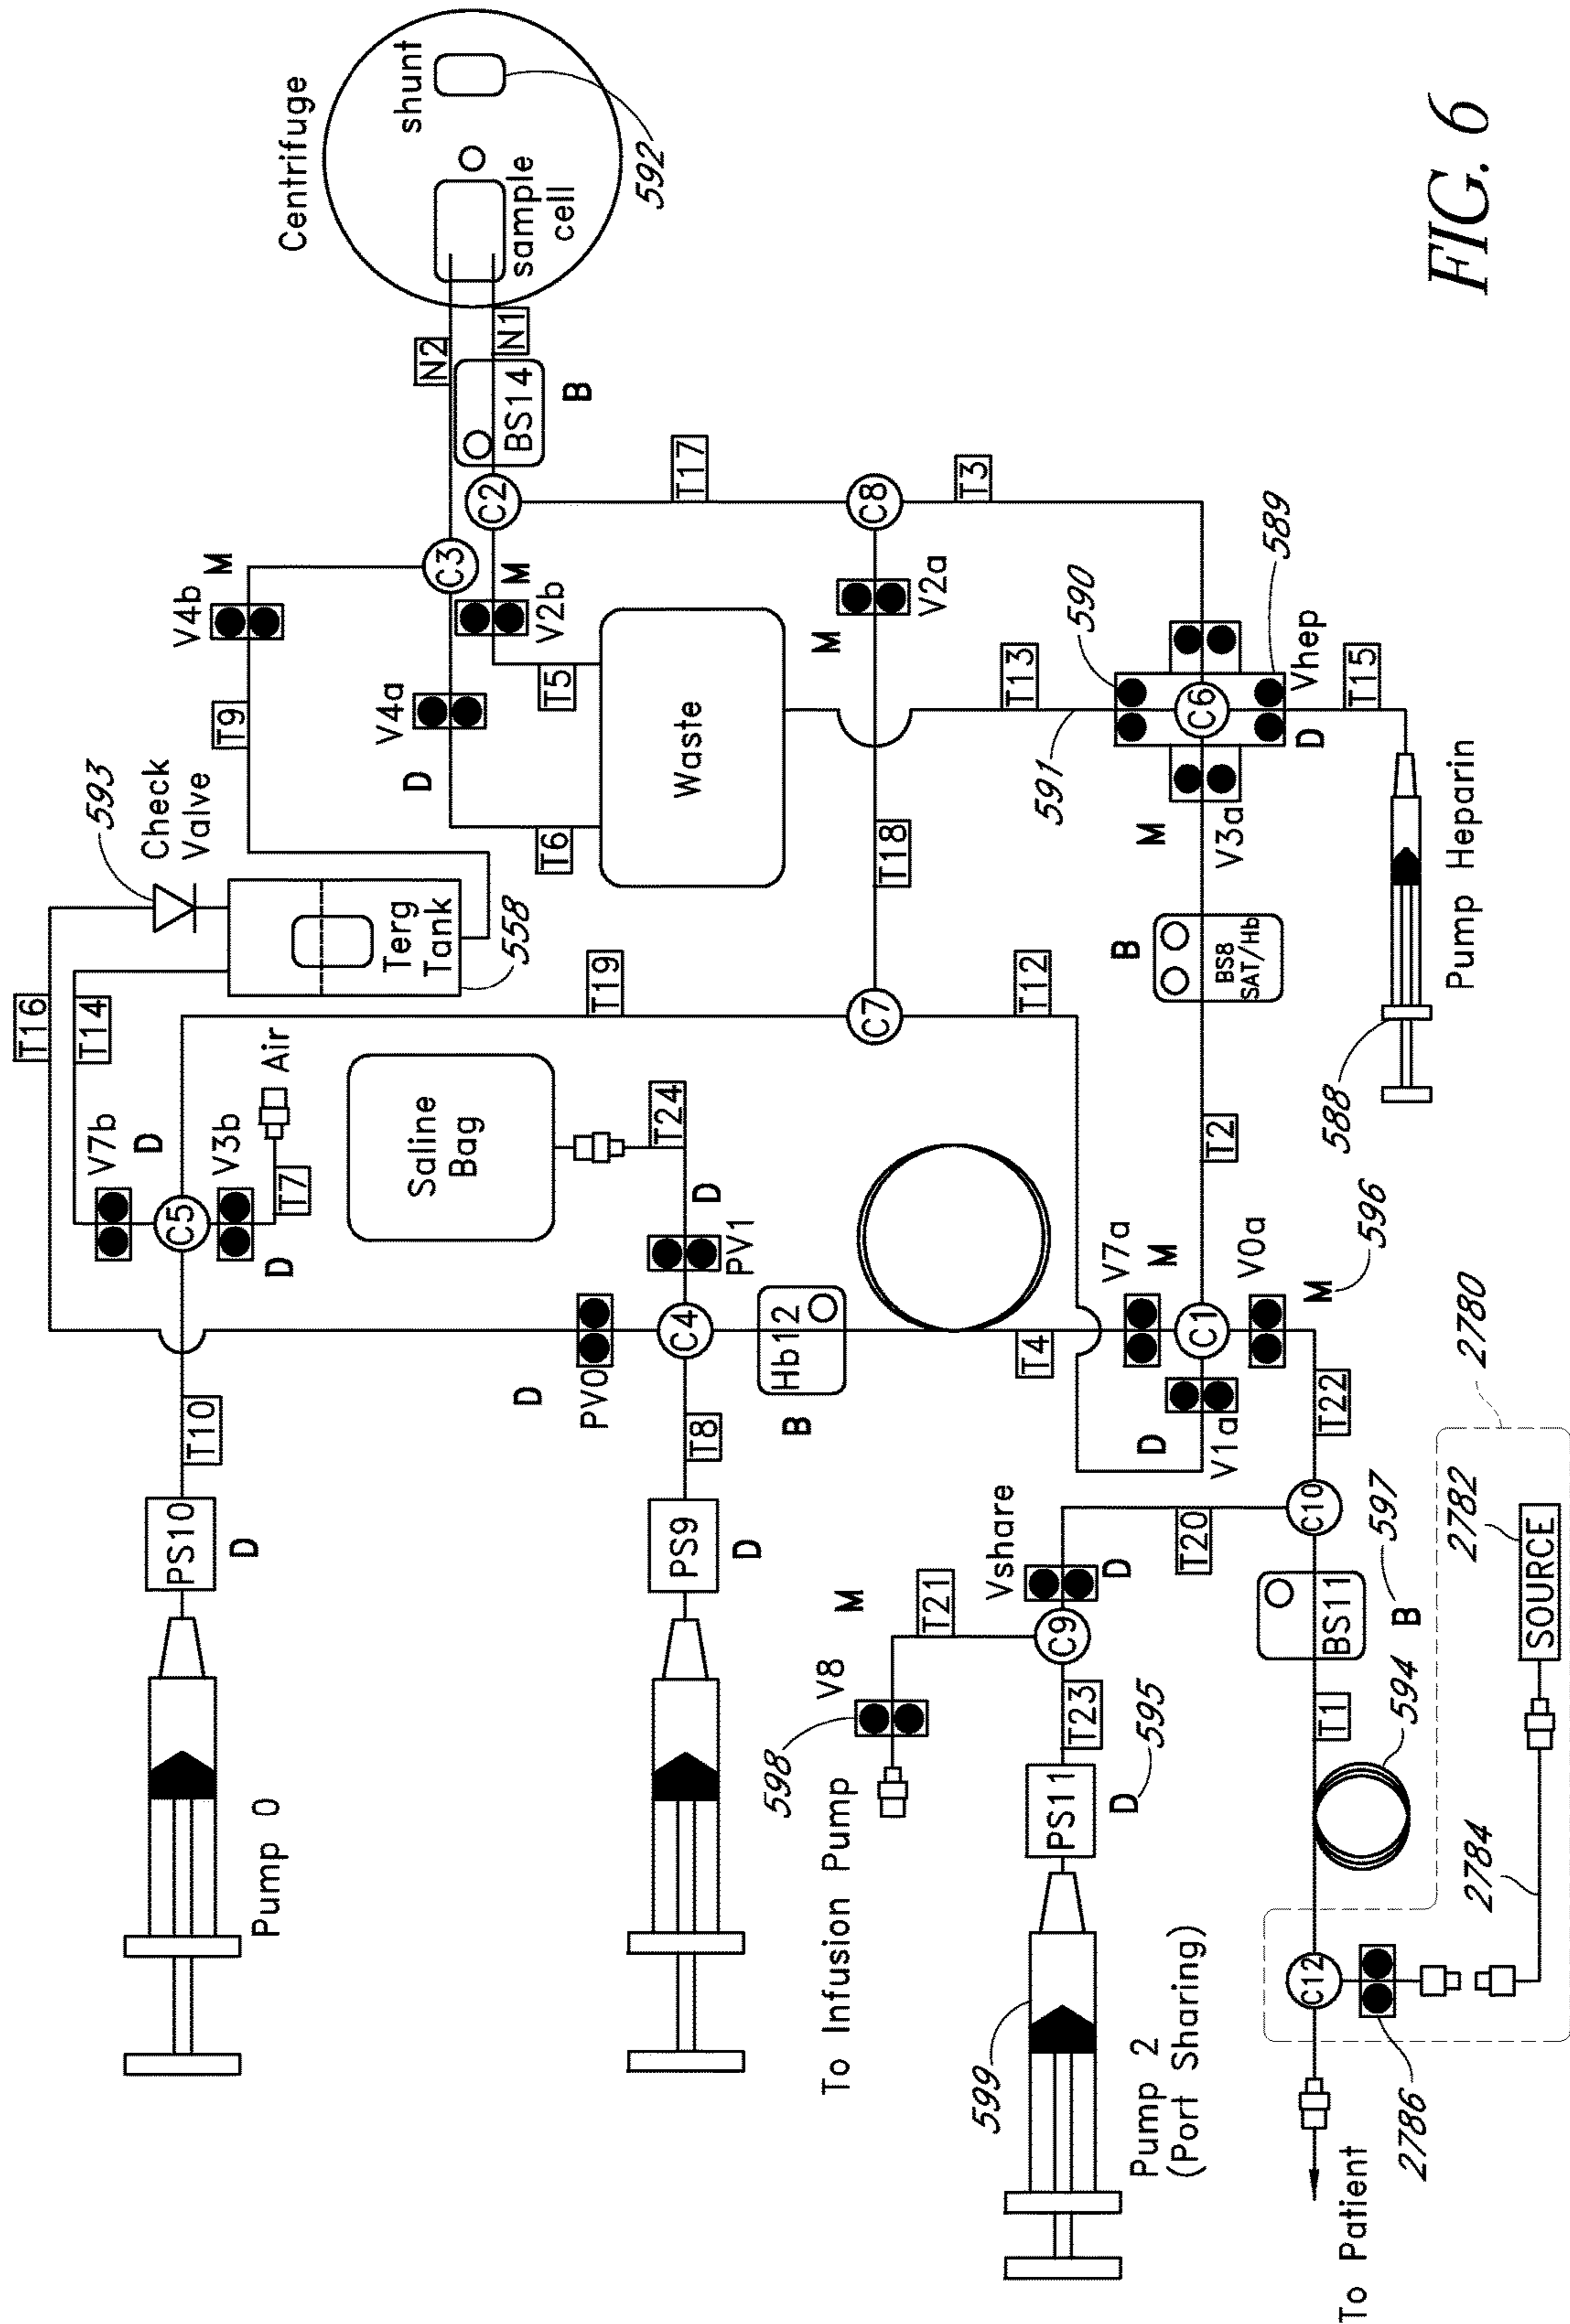 Centrifuge
shunt
sample
cell
592
N2
N1
BS14
B
C2
C3
M
V4b
T9
M
V2b
V4a
D
T5
T6
T17
C8
T3
M
V2a
Waste
T13
590
589
591
C6
Vhep
D
T15
M
V3a
T18
593
Check
Valve
Terg
Tank
558
T16
T14
T19
C7
T12
B
BS8
SAT/Hb
588
Pump Heparin
Air
V7b
D
C5
V3b
D
T7
Saline
Bag
T24
D
PV1
C4
PV0
D
Hb12
B
T4
T2
V7a
M
C1
V0a
M
596
D
V1a
T22
T10
PS10
D
Pump 0
T8
PS9
D
Vshare
D
T20
C10
T21
M
C9
V8
598
To Infusion Pump
T23
PS11
D
595
599
Pump 2
(Port Sharing)
BS11
B
597
T1
594
2780
2782
SOURCE
2784
C12
2786
To Patient
FIG. 6